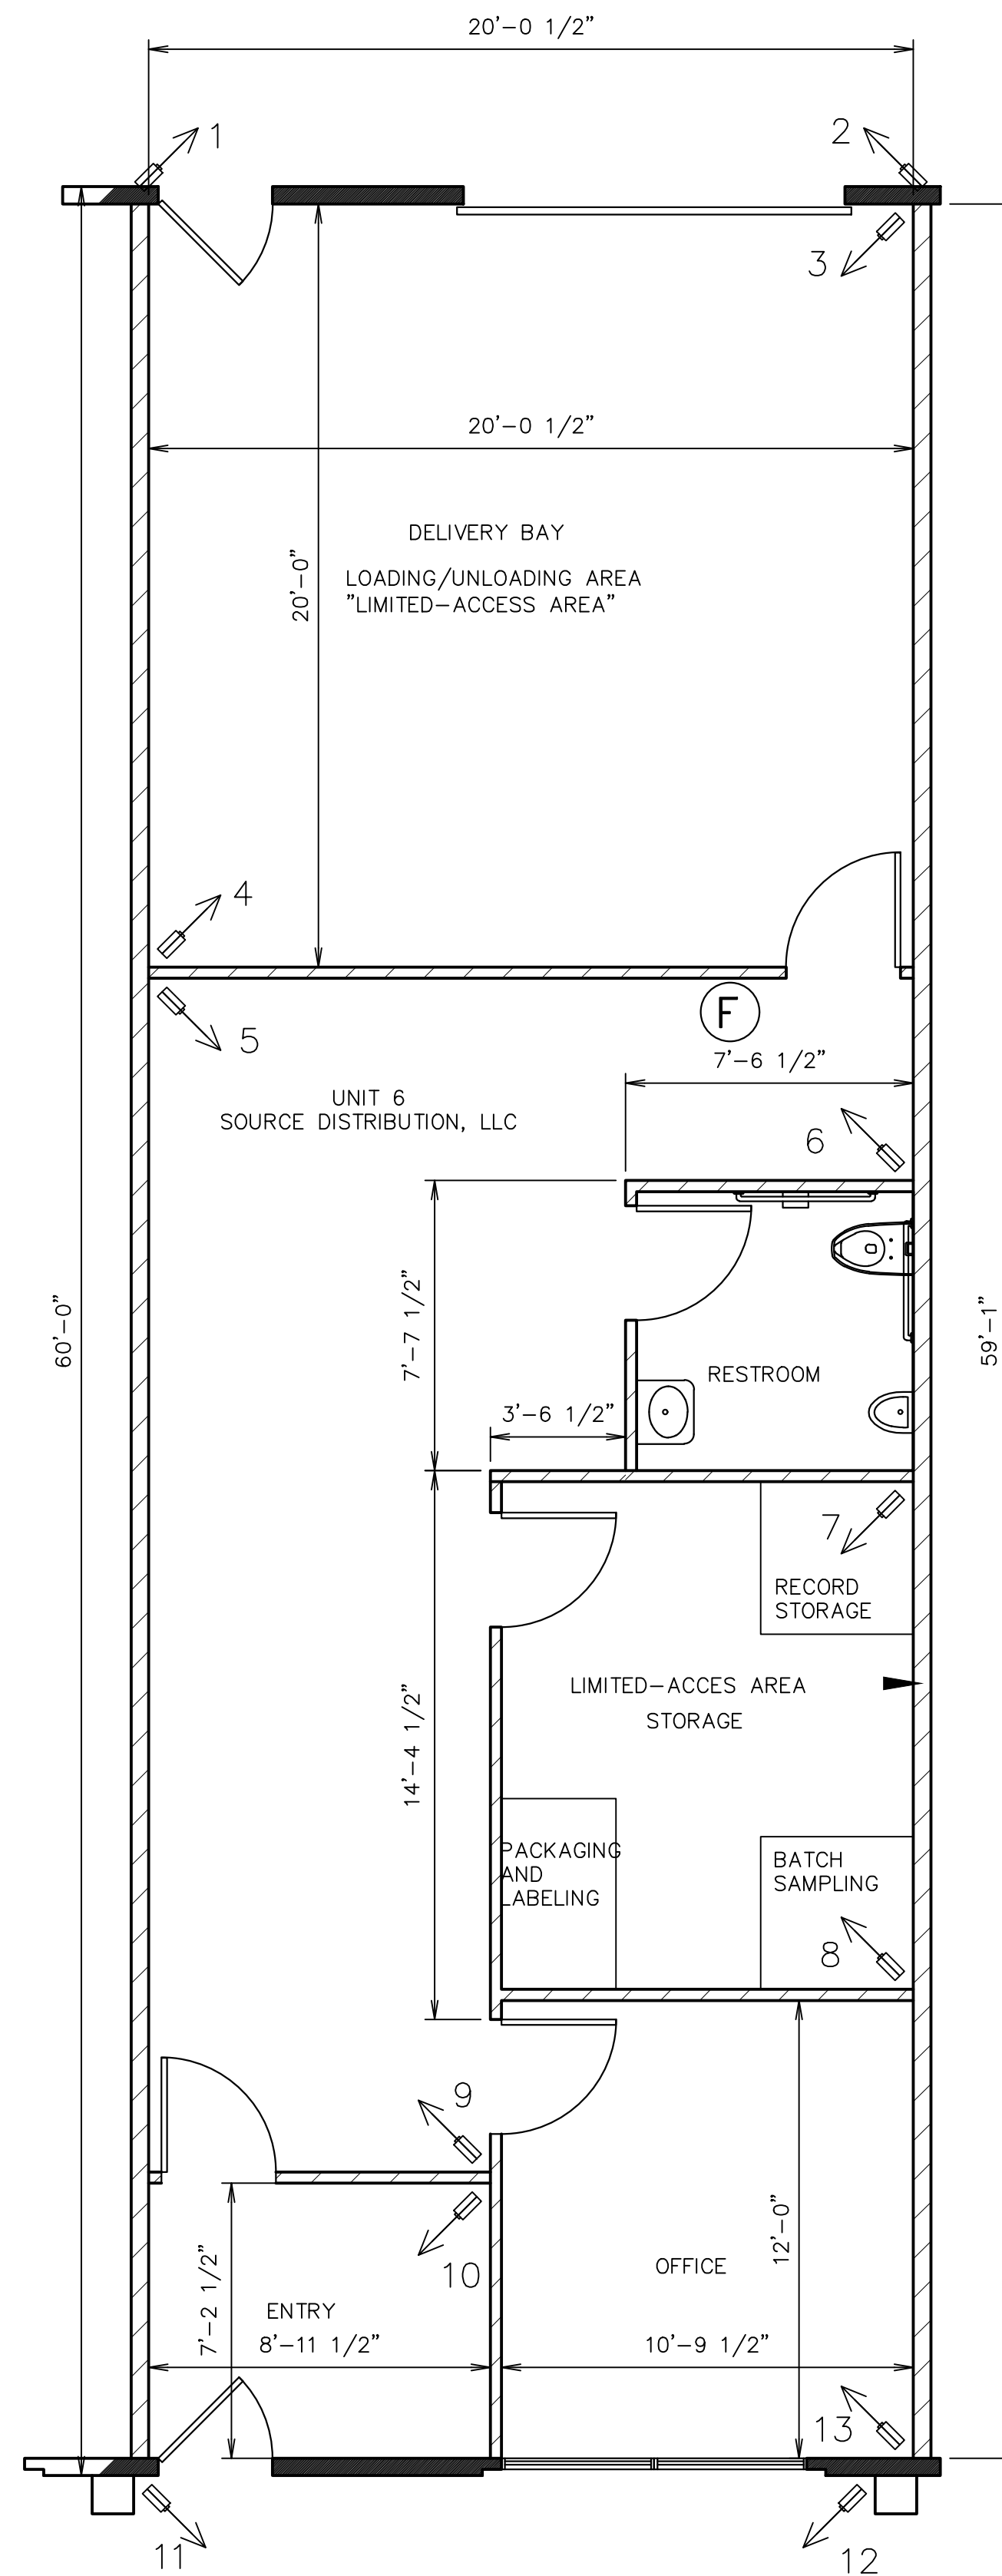 20'-0 1/2"
1
2
3
20'-0 1/2"
DELIVERY BAY
LOADING/UNLOADING AREA
"LIMITED-ACCESS AREA"
20'-0"
4
5
F
7'-6 1/2"
UNIT 6
SOURCE DISTRIBUTION, LLC
6
7'-7 1/2"
60'-0"
59'-1"
RESTROOM
3'-6 1/2"
7
RECORD
STORAGE
LIMITED-ACCES AREA
STORAGE
14'-4 1/2"
PACKAGING
AND
LABELING
BATCH
SAMPLING
8
9
10
12'-0"
OFFICE
7'-2 1/2"
ENTRY
8'-11 1/2"
10'-9 1/2"
13
11
12